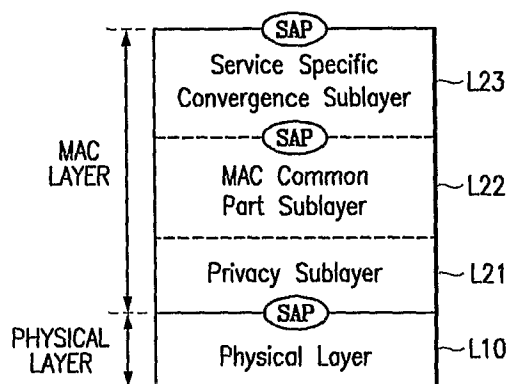 SAP
Service Specific
Convergence Sublayer
L23
SAP
MAC
LAYER
MAC Common
Part Sublayer
L22
Privacy Sublayer
L21
SAP
PHYSICAL
LAYER
Physical Layer
L10